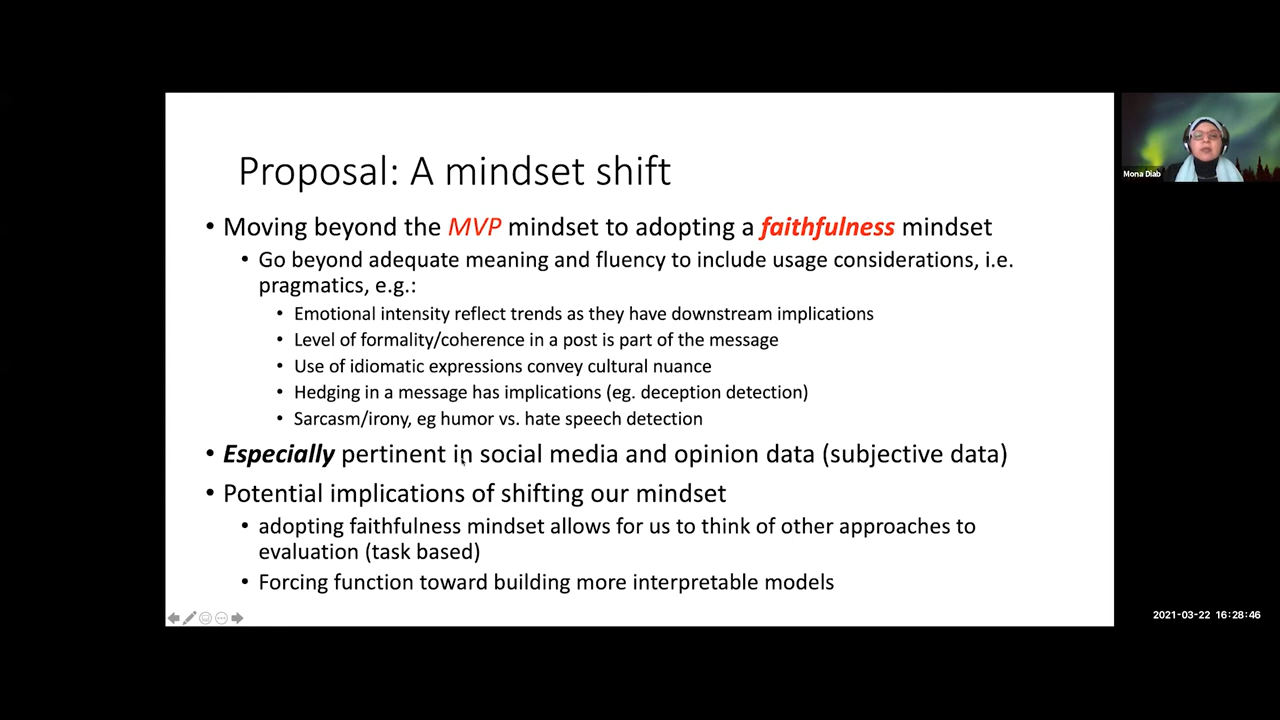 Proposal: A mindset shift
• Moving beyond the MVP mindset to adopting a faithfulness mindset
• Go beyond adequate meaning and fluency to include usage considerations, i.e.
pragmatics, e.g.:
• Emotional intensity reflect trends as they have downstream implications
• Level of formality/coherence in a post is part of the message
• Use of idiomatic expressions convey cultural nuance
• Hedging in a message has implications (eg. deception detection)
• Sarcasm/irony, eg humor vs. hate speech detection
• Especially pertinent in social media and opinion data (subjective data)
• Potential implications of shifting our mindset
• adopting faithfulness mindset allows for us to think of other approaches to
evaluation (task based)
• Forcing function toward building more interpretable models
Mona Diab
2021-03-22 16:28:46